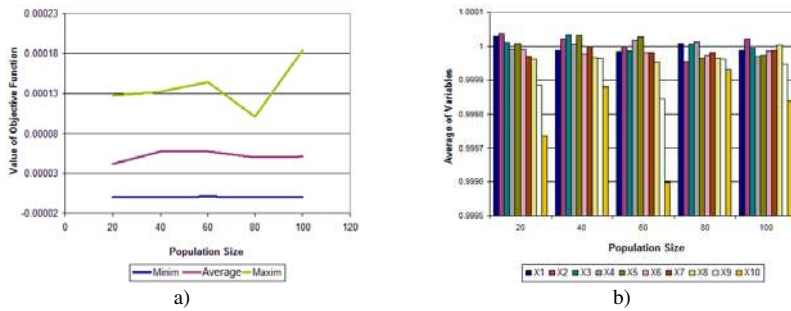 0.00023
0.00018
0.00013
0.00008
0.00003
-0.00002
Value of Objective Function
0 20 40 60 80 100 120
Population Size
Minim Average Maxim
a)
1.0001
1
0.9999
0.9998
0.9997
0.9996
0.9995
Average of Variables
20 40 60 80 100
Population Size
X1 X2 X3 X4 X5 X6 X7 X8 X9 X10
b)